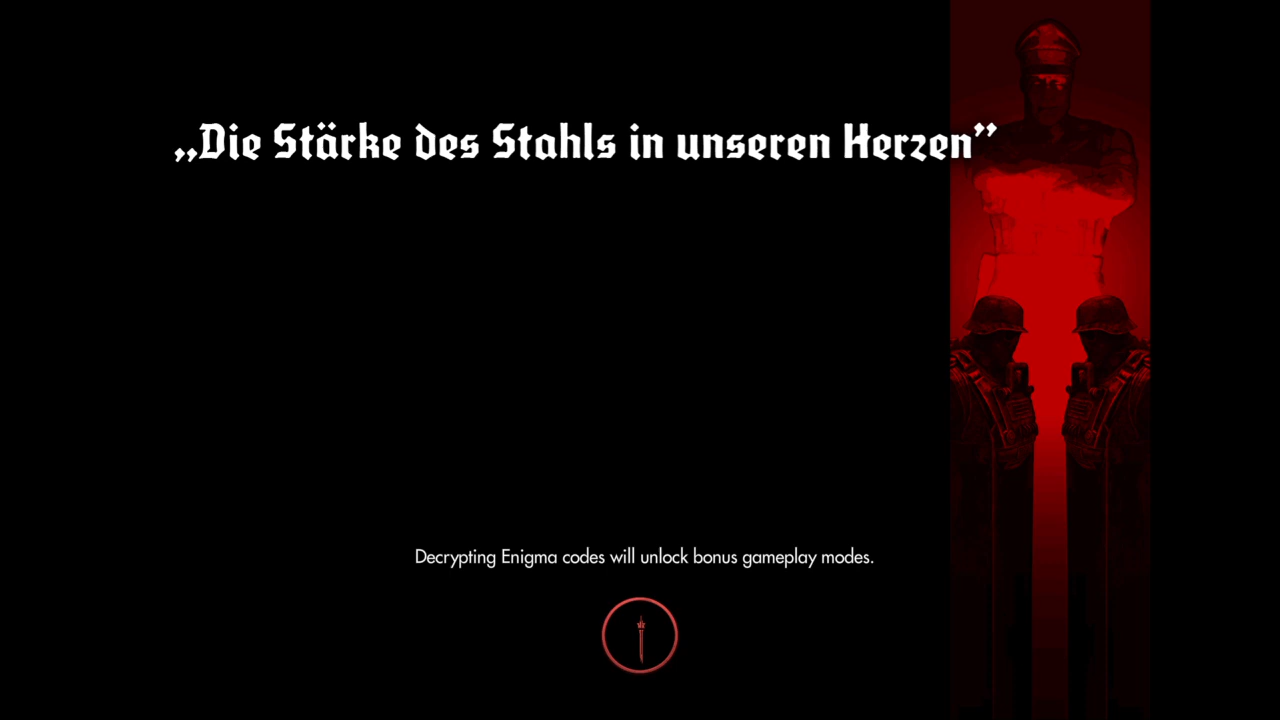 „Die Stärke des Stahls in unseren Herzen”
Decrypting Enigma codes will unlock bonus gameplay modes.